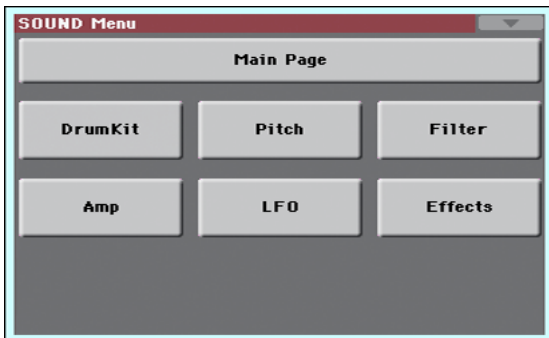 SOUND Menu
Main Page
DrumKit Pitch Filter
Amp LFO Effects